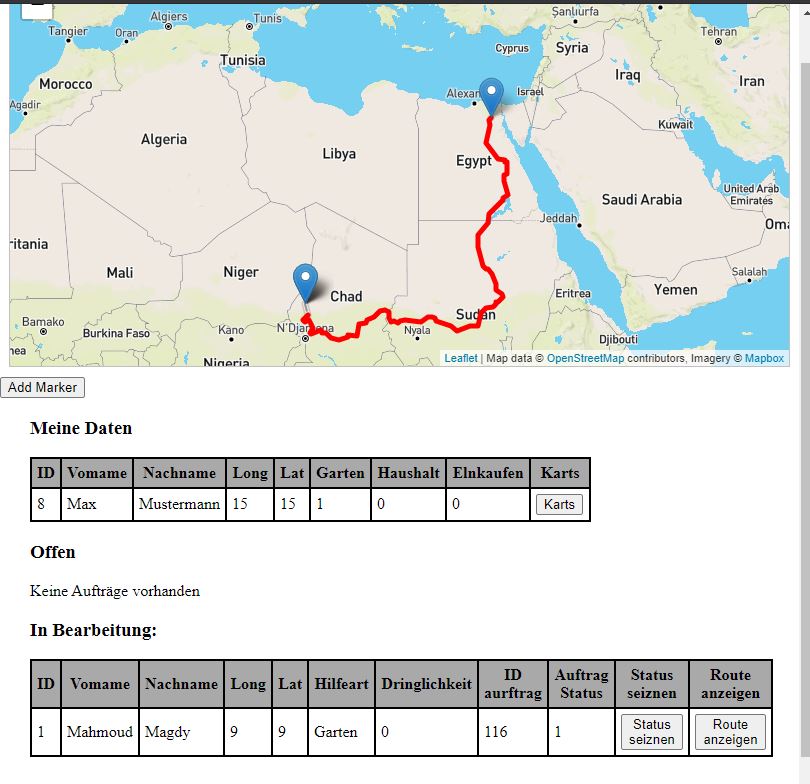 Şanlıurfa
Algiers
Tunis
Tangier
Oran
Tehran
Cyprus
Syria
Tunisia
Iraq
Iran
Morocco
Alexan
Israel
Agadir
Kuwait
Algeria
Libya
Egypt
United Arab
Emirates
Saudi Arabia
Jeddah
Oma
ritania
Mali
Niger
Chad
Salalah
Eritrea
Yemen
Bamako
Burkina Faso
Kano
N'Djamena
Nyala
Sudan
Djibouti
nea
Nigeria
Leaflet | Map data © OpenStreetMap contributors, Imagery © Mapbox
Add Marker
Meine Daten
ID Vorname Nachname Long Lat Garten Haushalt EInkaufen Karts
8 Max Mustermann 15 15 1 0 0 Karts
Offen
Keine Aufträge vorhanden
In Bearbeitung:
ID Vorname Nachname Long Lat Hilfeart Dringlichkeit ID aurftrag Auftrag Status Status seiznen Route anzeigen
1 Mahmoud Magdy 9 9 Garten 0 116 1 Status seiznen Route anzeigen